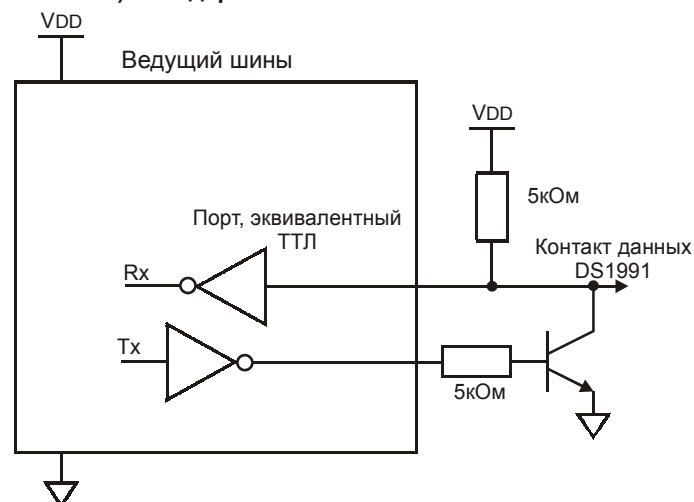 VDD
Ведущий шины
VDD
5кОм
Порт, эквивалентный
ТТЛ
Контакт данных
DS1991
Rx
Tx
5кОм